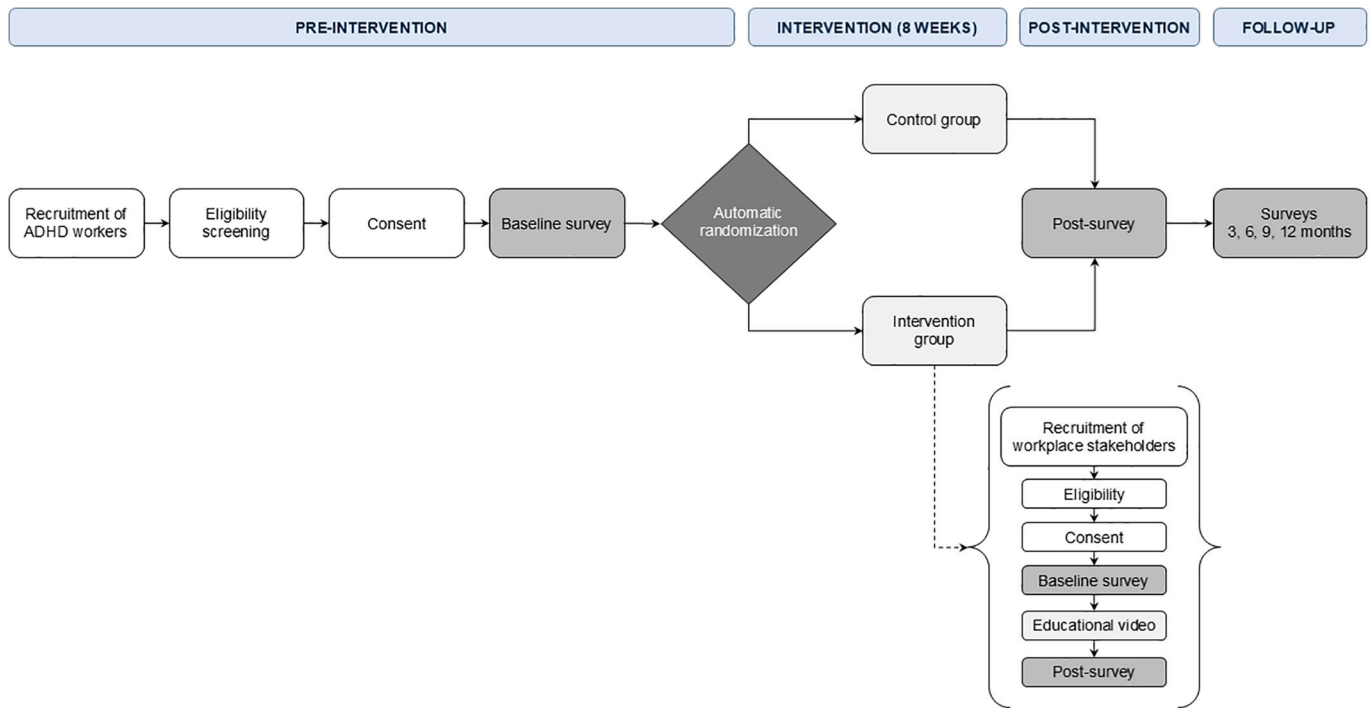 PRE-INTERVENTION
INTERVENTION (8 WEEKS)
POST-INTERVENTION
FOLLOW-UP
Recruitment of
ADHD workers
Eligibility
screening
Consent
Baseline survey
Automatic
randomization
Control group
Intervention
group
Post-survey
Surveys
3, 6, 9, 12 months
Recruitment of
workplace stakeholders
Eligibility
Consent
Baseline survey
Educational video
Post-survey